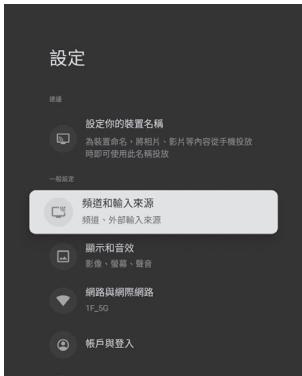 設定
建議
設定你的裝置名稱
為裝置命名，將相片、影片等內容從手機投放
時即可使用此名稱投放
一般設定
頻道和輸入來源
頻道、外部輸入來源
顯示和音效
影像、螢幕、聲音
網路與網際網路
1F_5G
帳戶與登入